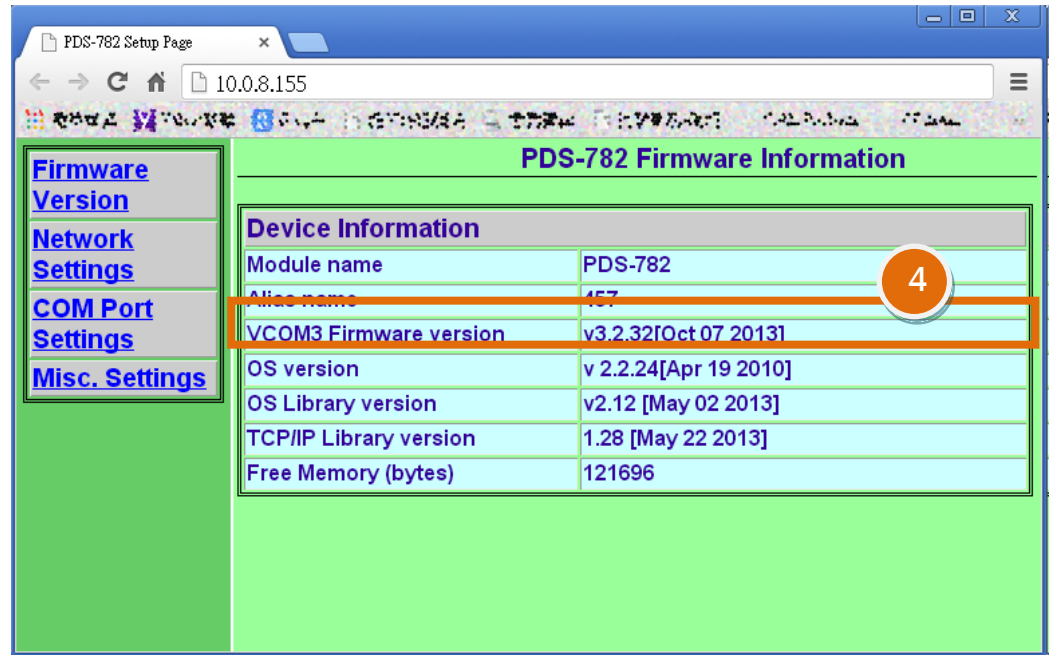 PDS-782 Setup Page
10.0.8.155
Firmware
Version
Network
Settings
COM Port
Settings
Misc. Settings
PDS-782 Firmware Information
Device Information
Module name PDS-782
Alias name 457
4
VCOM3 Firmware version v3.2.32[Oct 07 2013]
OS version v 2.2.24[Apr 19 2010]
OS Library version v2.12 [May 02 2013]
TCP/IP Library version 1.28 [May 22 2013]
Free Memory (bytes) 121696